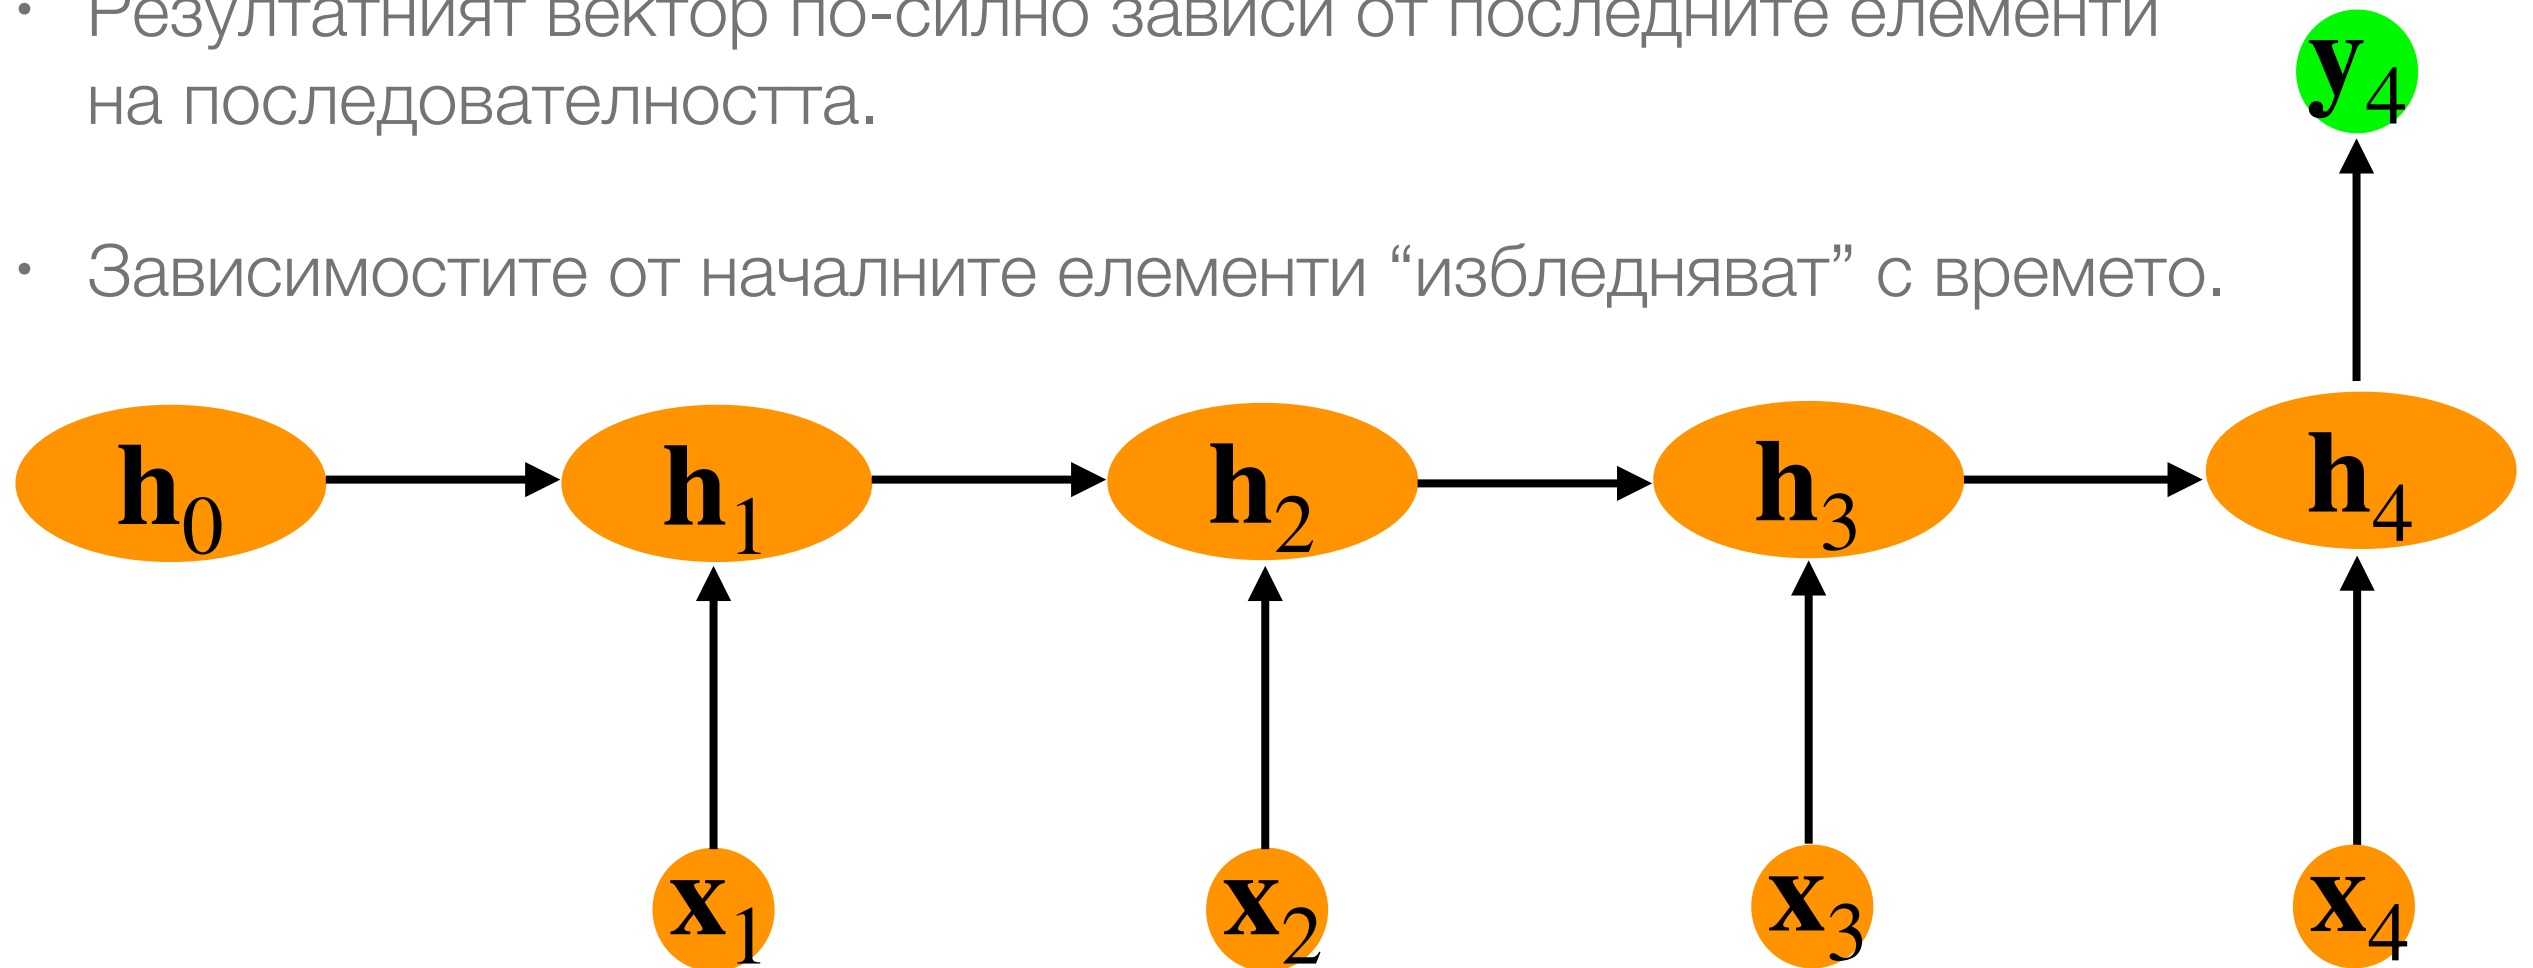 • Резултатният вектор по-силно зависи от последните елементи
на последователността.
• Зависимостите от началните елементи “избледняват” с времето.
y₄
h₀ h₁ h₂ h₃ h₄
x₁ x₂ x₃ x₄